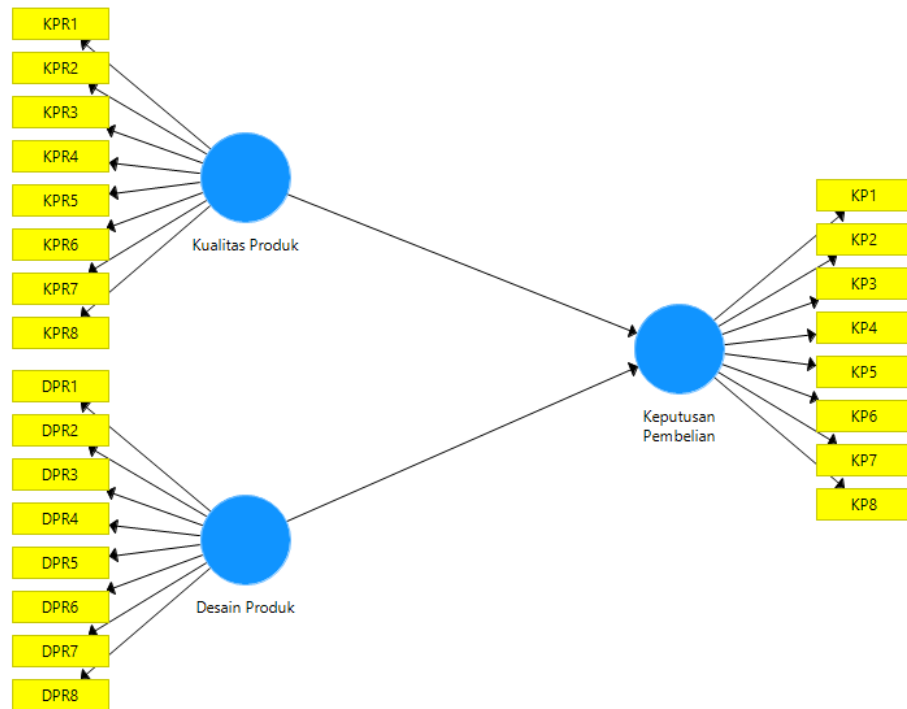 KPR1
KPR2
KPR3
KPR4
KPR5
KPR6
KPR7
KPR8
Kualitas Produk
DPR1
DPR2
DPR3
DPR4
DPR5
DPR6
DPR7
DPR8
Desain Produk
Keputusan
Pembelian
KP1
KP2
KP3
KP4
KP5
KP6
KP7
KP8